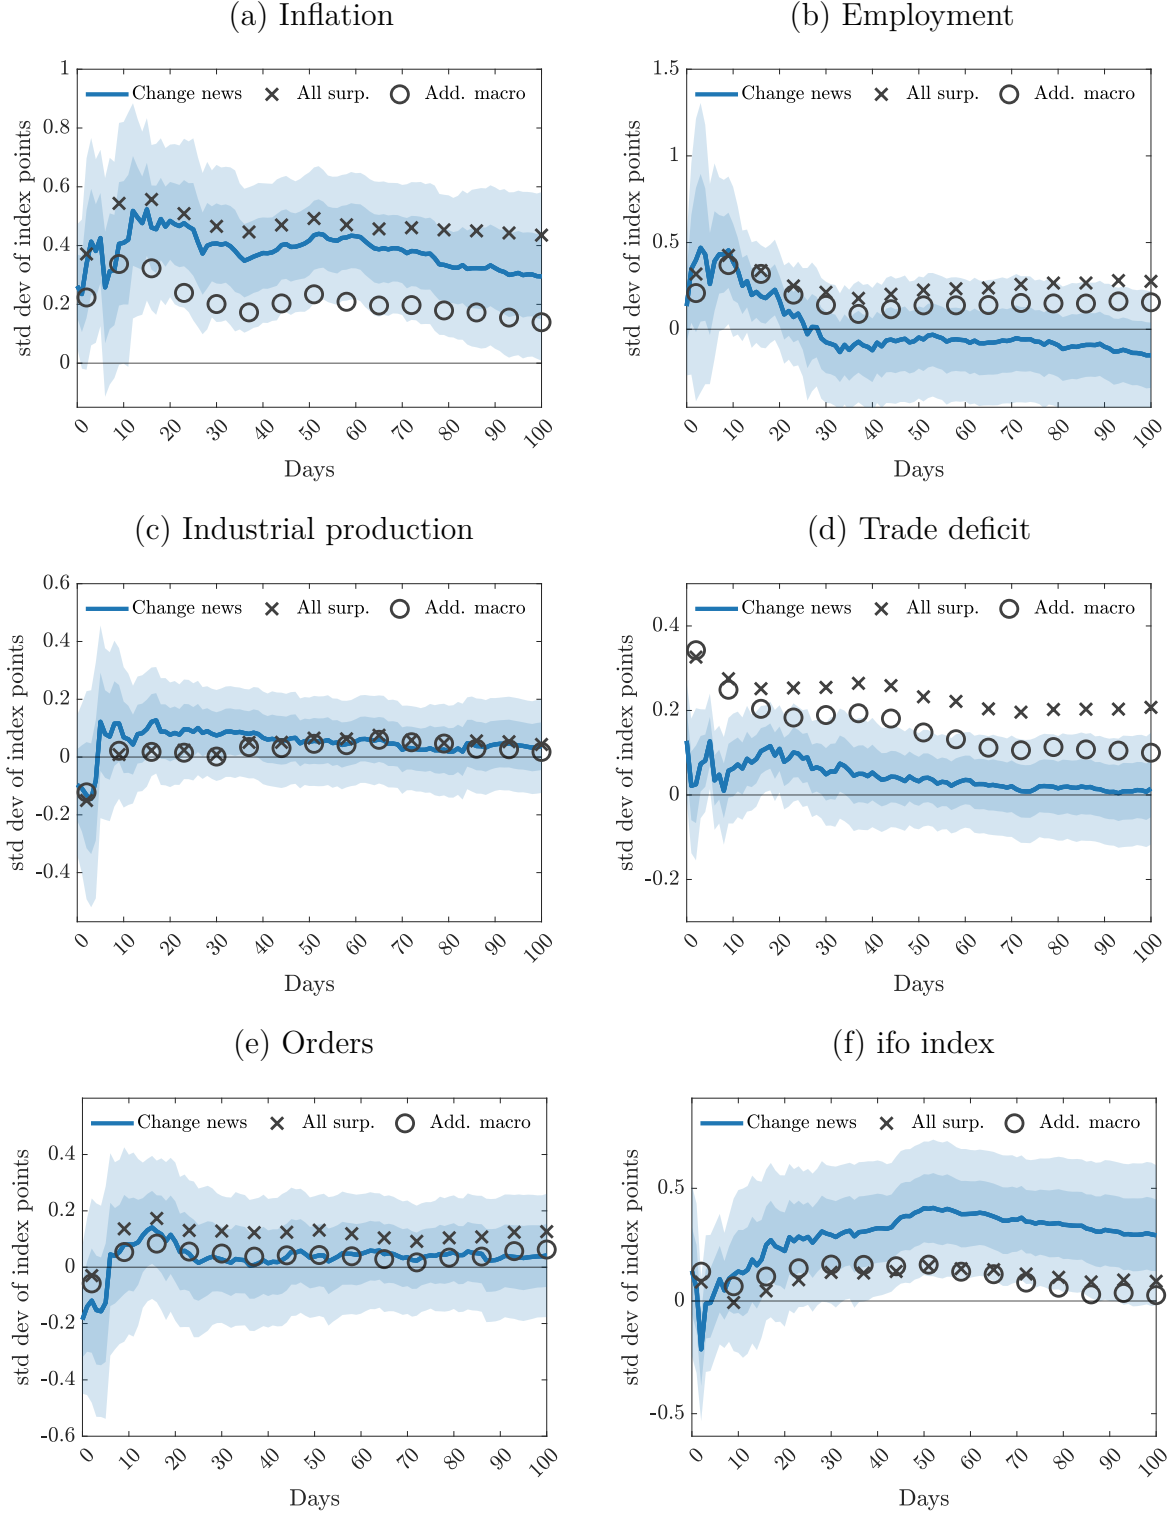 (a) Inflation
std dev of index points
1
0.8
0.6
0.4
0.2
0
Change news
All surp.
Add. macro
0 10 20 30 40 50 60 70 80 90 100
Days
(b) Employment
std dev of index points
1.5
1
0.5
0
Change news
All surp.
Add. macro
0 10 20 30 40 50 60 70 80 90 100
Days
(c) Industrial production
std dev of index points
0.6
0.4
0.2
0
-0.2
-0.4
Change news
All surp.
Add. macro
0 10 20 30 40 50 60 70 80 90 100
Days
(d) Trade deficit
std dev of index points
0.4
0.2
0
-0.2
Change news
All surp.
Add. macro
0 10 20 30 40 50 60 70 80 90 100
Days
(e) Orders
std dev of index points
0.4
0.2
0
-0.2
-0.4
-0.6
Change news
All surp.
Add. macro
0 10 20 30 40 50 60 70 80 90 100
Days
(f) ifo index
std dev of index points
0.5
0
-0.5
Change news
All surp.
Add. macro
0 10 20 30 40 50 60 70 80 90 100
Days